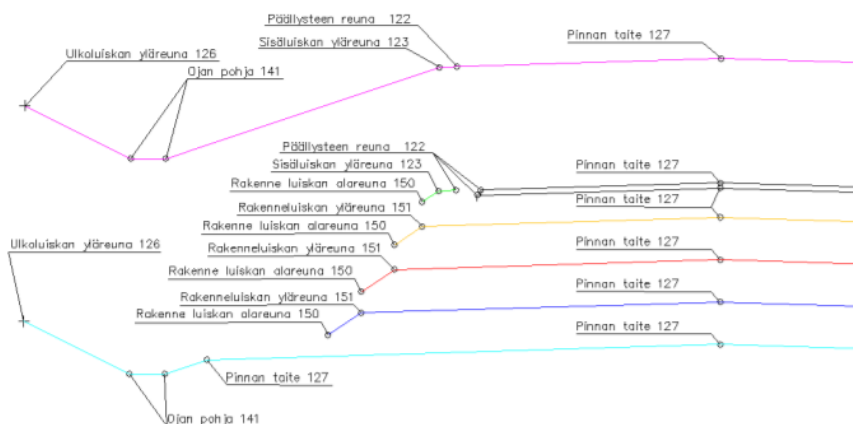 Päällysteen reuna 122
Sisäluiskan yläreuna 123
Pinnan taite 127
Ulkoluiskan yläreuna 126
Ojan pohja 141
Päällysteen reuna 122
Sisäluiskan yläreuna 123
Pinnan taite 127
Rakenne luiskan alareuna 150
Rakenneluiskan yläreuna 151
Pinnan taite 127
Rakenne luiskan alareuna 150
Ulkoluiskan yläreuna 126
Rakenneluiskan yläreuna 151
Pinnan taite 127
Rakenne luiskan alareuna 150
Rakenneluiskan yläreuna 151
Pinnan taite 127
Rakenne luiskan alareuna 150
Pinnan taite 127
Pinnan taite 127
Ojan pohja 141